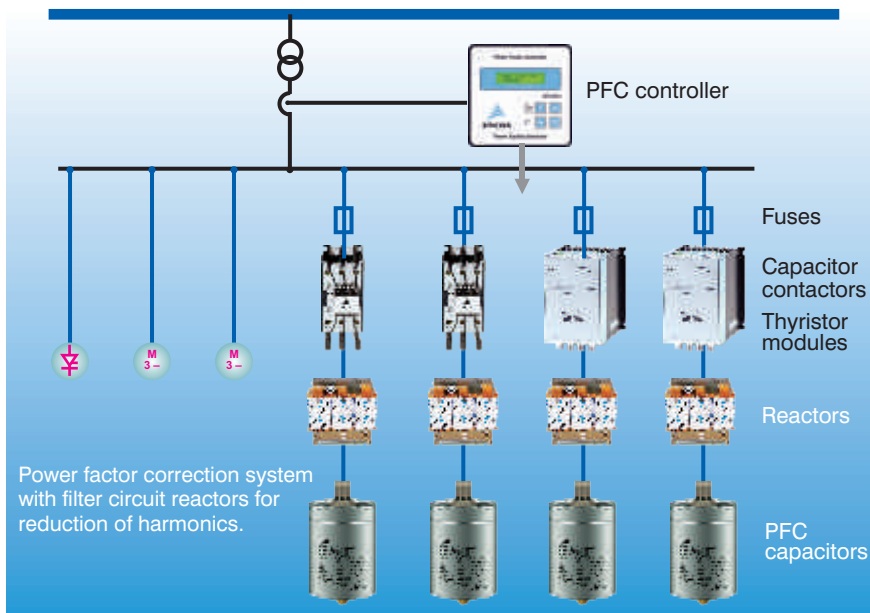 PFC controller
Fuses
Capacitor
contactors
Thyristor
modules
M
3 ~
M
3 ~
Reactors
Power factor correction system
with filter circuit reactors for
reduction of harmonics.
PFC
capacitors